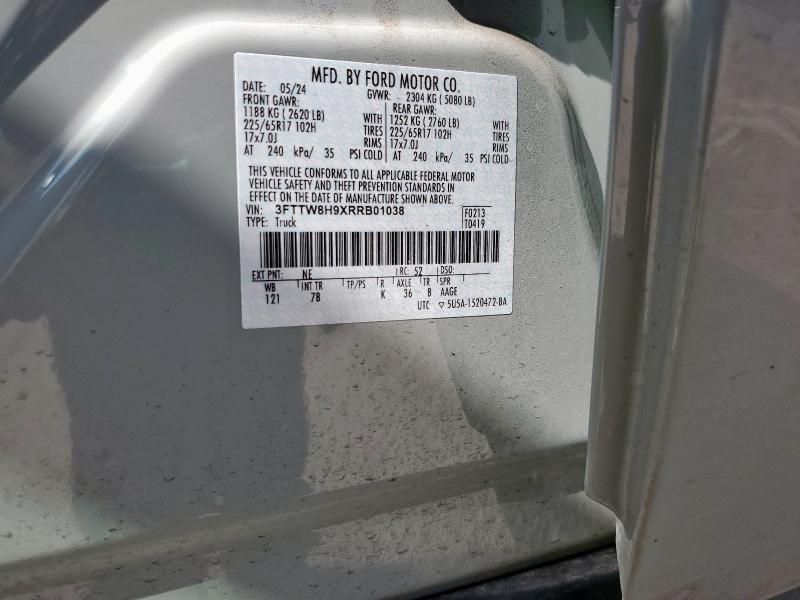 MFD. BY FORD MOTOR CO.
DATE: 05/24 GVWR: 2304 KG ( 5080 LB)
FRONT GAWR: REAR GAWR:
1188 KG ( 2620 LB) WITH 1252 KG ( 2760 LB) WITH
225/65R17 102H TIRES 225/65R17 102H TIRES
17x7.0J RIMS 17x7.0J RIMS
AT 240 kPa/ 35 PSI COLD AT 240 kPa/ 35 PSI COLD
THIS VEHICLE CONFORMS TO ALL APPLICABLE FEDERAL MOTOR
VEHICLE SAFETY AND THEFT PREVENTION STANDARDS IN
EFFECT ON THE DATE OF MANUFACTURE SHOWN ABOVE.
VIN: 3FTTW8H9XRRB01038 F0213
TYPE: Truck T0419
EXT PNT: NE RC: 52 DSO:
WB INT TR TP/PS R AXLE TR SPR
121 7B K 36 B AAGE
UTC ▽ 5U5A-1520472-BA